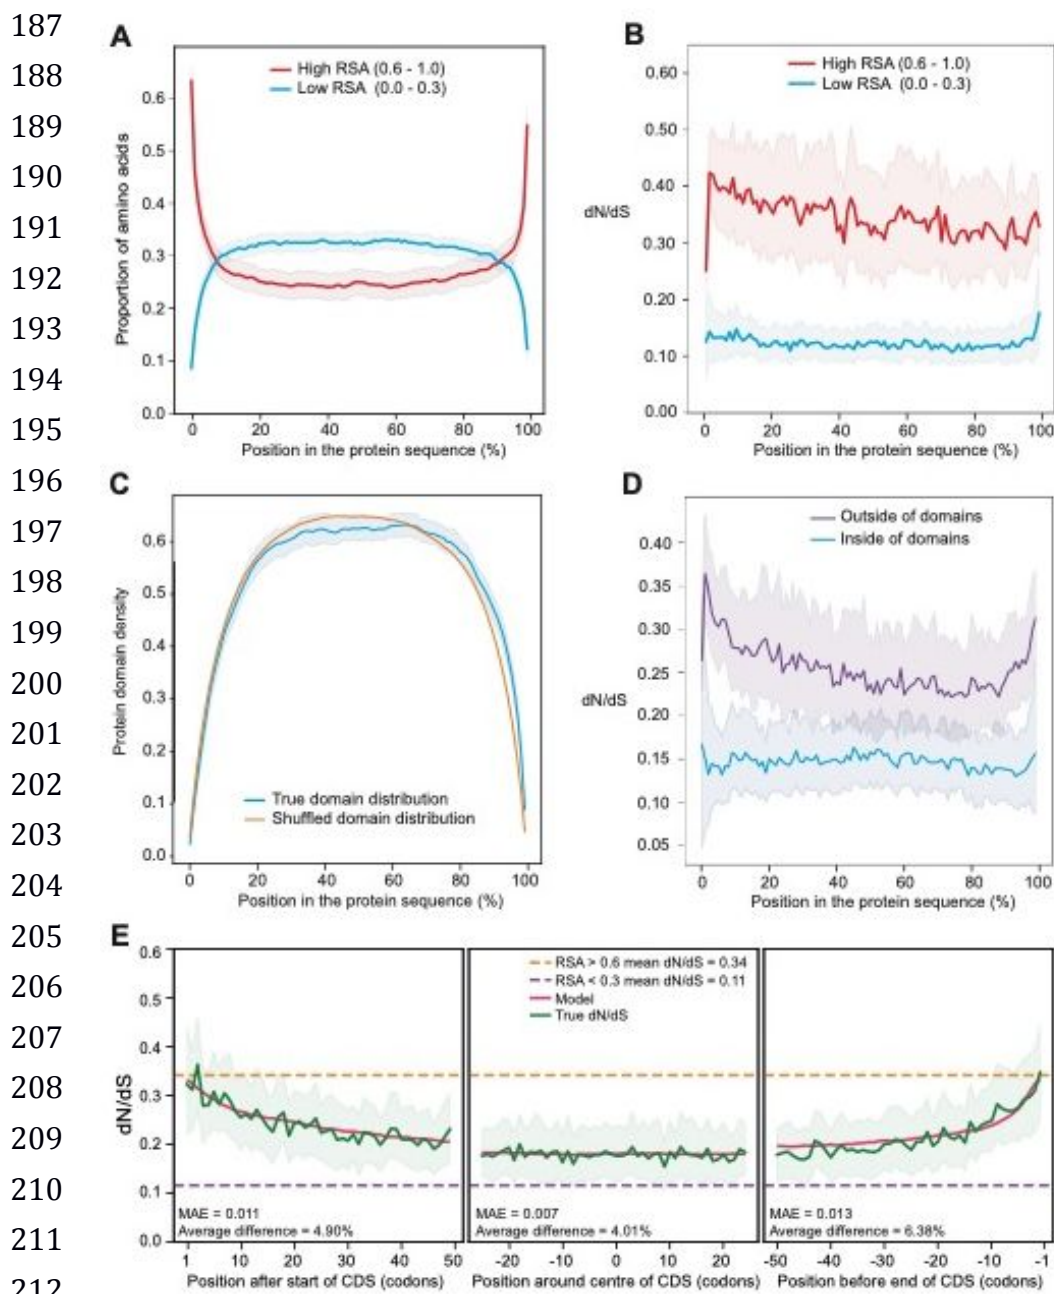 187
188
189
190
191
192
193
194
195
196
197
198
199
200
201
202
203
204
205
206
207
208
209
210
211
212
A
High RSA (0.6 - 1.0)
Low RSA (0.0 - 0.3)
Proportion of amino acids
0.6
0.5
0.4
0.3
0.2
0.1
0.0
0 20 40 60 80 100
Position in the protein sequence (%)
B
High RSA (0.6 - 1.0)
Low RSA (0.0 - 0.3)
dN/dS
0.60
0.50
0.40
0.30
0.20
0.10
0.00
0 20 40 60 80 100
Position in the protein sequence (%)
C
Protein domain density
0.6
0.5
0.4
0.3
0.2
0.1
0.0
True domain distribution
Shuffled domain distribution
0 20 40 60 80 100
Position in the protein sequence (%)
D
Outside of domains
Inside of domains
dN/dS
0.40
0.35
0.30
0.25
0.20
0.15
0.10
0.05
0 20 40 60 80 100
Position in the protein sequence (%)
E
dN/dS
0.6
0.5
0.4
0.3
0.2
0.1
0.0
RSA > 0.6 mean dN/dS = 0.34
RSA < 0.3 mean dN/dS = 0.11
Model
True dN/dS
MAE = 0.011
Average difference = 4.90%
MAE = 0.007
Average difference = 4.01%
MAE = 0.013
Average difference = 6.38%
1 10 20 30 40 50
Position after start of CDS (codons)
-20 -10 0 10 20
Position around centre of CDS (codons)
-50 -40 -30 -20 -10 -1
Position before end of CDS (codons)